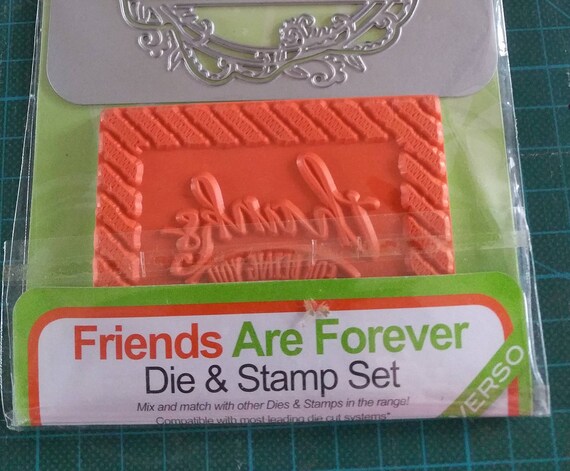 thanks
Friends Are Forever
Die & Stamp Set
Mix and match with other Dies & Stamps in the range!
Compatible with most leading die cut systems*
VERSO